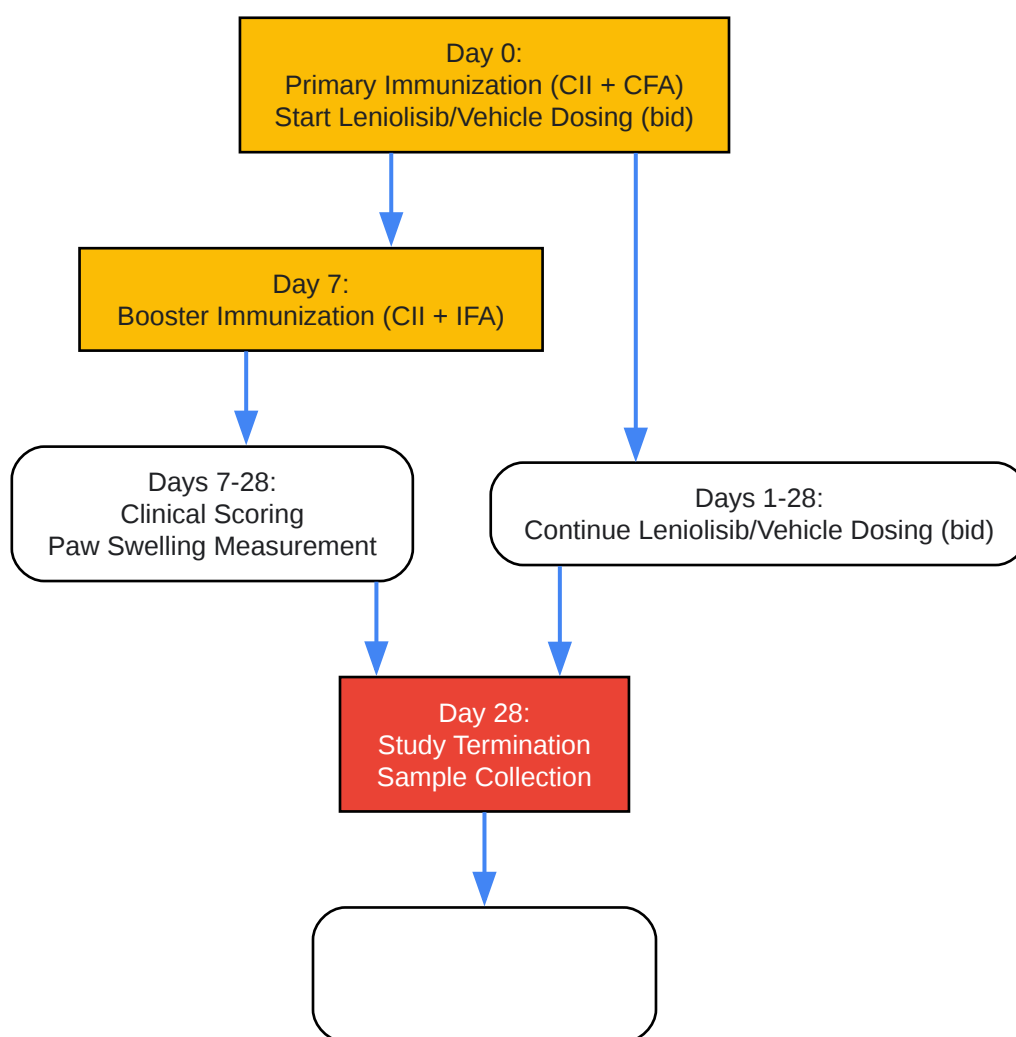 Day 0:
Primary Immunization (CII + CFA)
Start Leniolisib/Vehicle Dosing (bid)
Day 7:
Booster Immunization (CII + IFA)
Days 7-28:
Clinical Scoring
Paw Swelling Measurement
Days 1-28:
Continue Leniolisib/Vehicle Dosing (bid)
Day 28:
Study Termination
Sample Collection